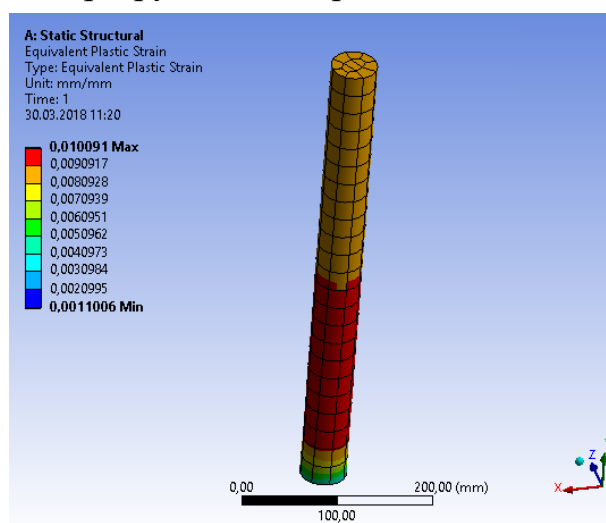 A: Static Structural
Equivalent Plastic Strain
Type: Equivalent Plastic Strain
Unit: mm/mm
Time: 1
30.03.2018 11:20
0,010091 Max
0,0090917
0,0080928
0,0070939
0,0060951
0,0050962
0,0040973
0,0030984
0,0020995
0,0011006 Min
0,00 200,00 (mm)
100,00
Z
X